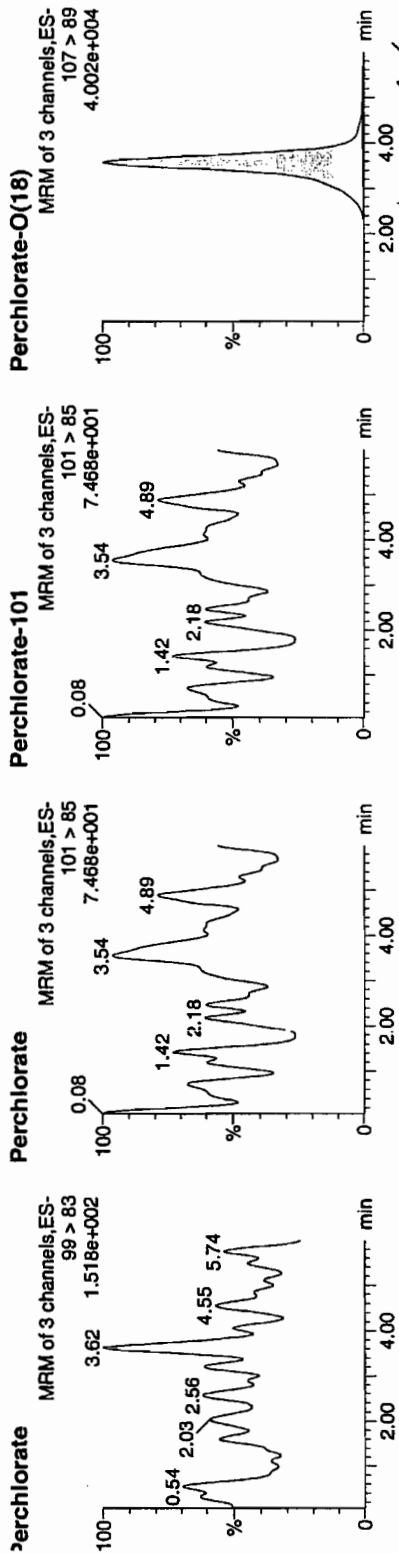 Perchlorate
MRM of 3 channels,ES-
99 > 83
1.518e+002
100
%
0
0.54
2.03
2.56
3.62
4.55
5.74
2.00
4.00
min
Perchlorate
MRM of 3 channels,ES-
101 > 85
7.468e+001
100
%
0
0.08
1.42
2.18
3.54
4.89
2.00
4.00
min
Perchlorate-101
MRM of 3 channels,ES-
101 > 85
7.468e+001
100
%
0
0.08
1.42
2.18
3.54
4.89
2.00
4.00
min
Perchlorate-O(18)
MRM of 3 channels,ES-
107 > 89
4.002e+004
100
%
0
2.00
4.00
min